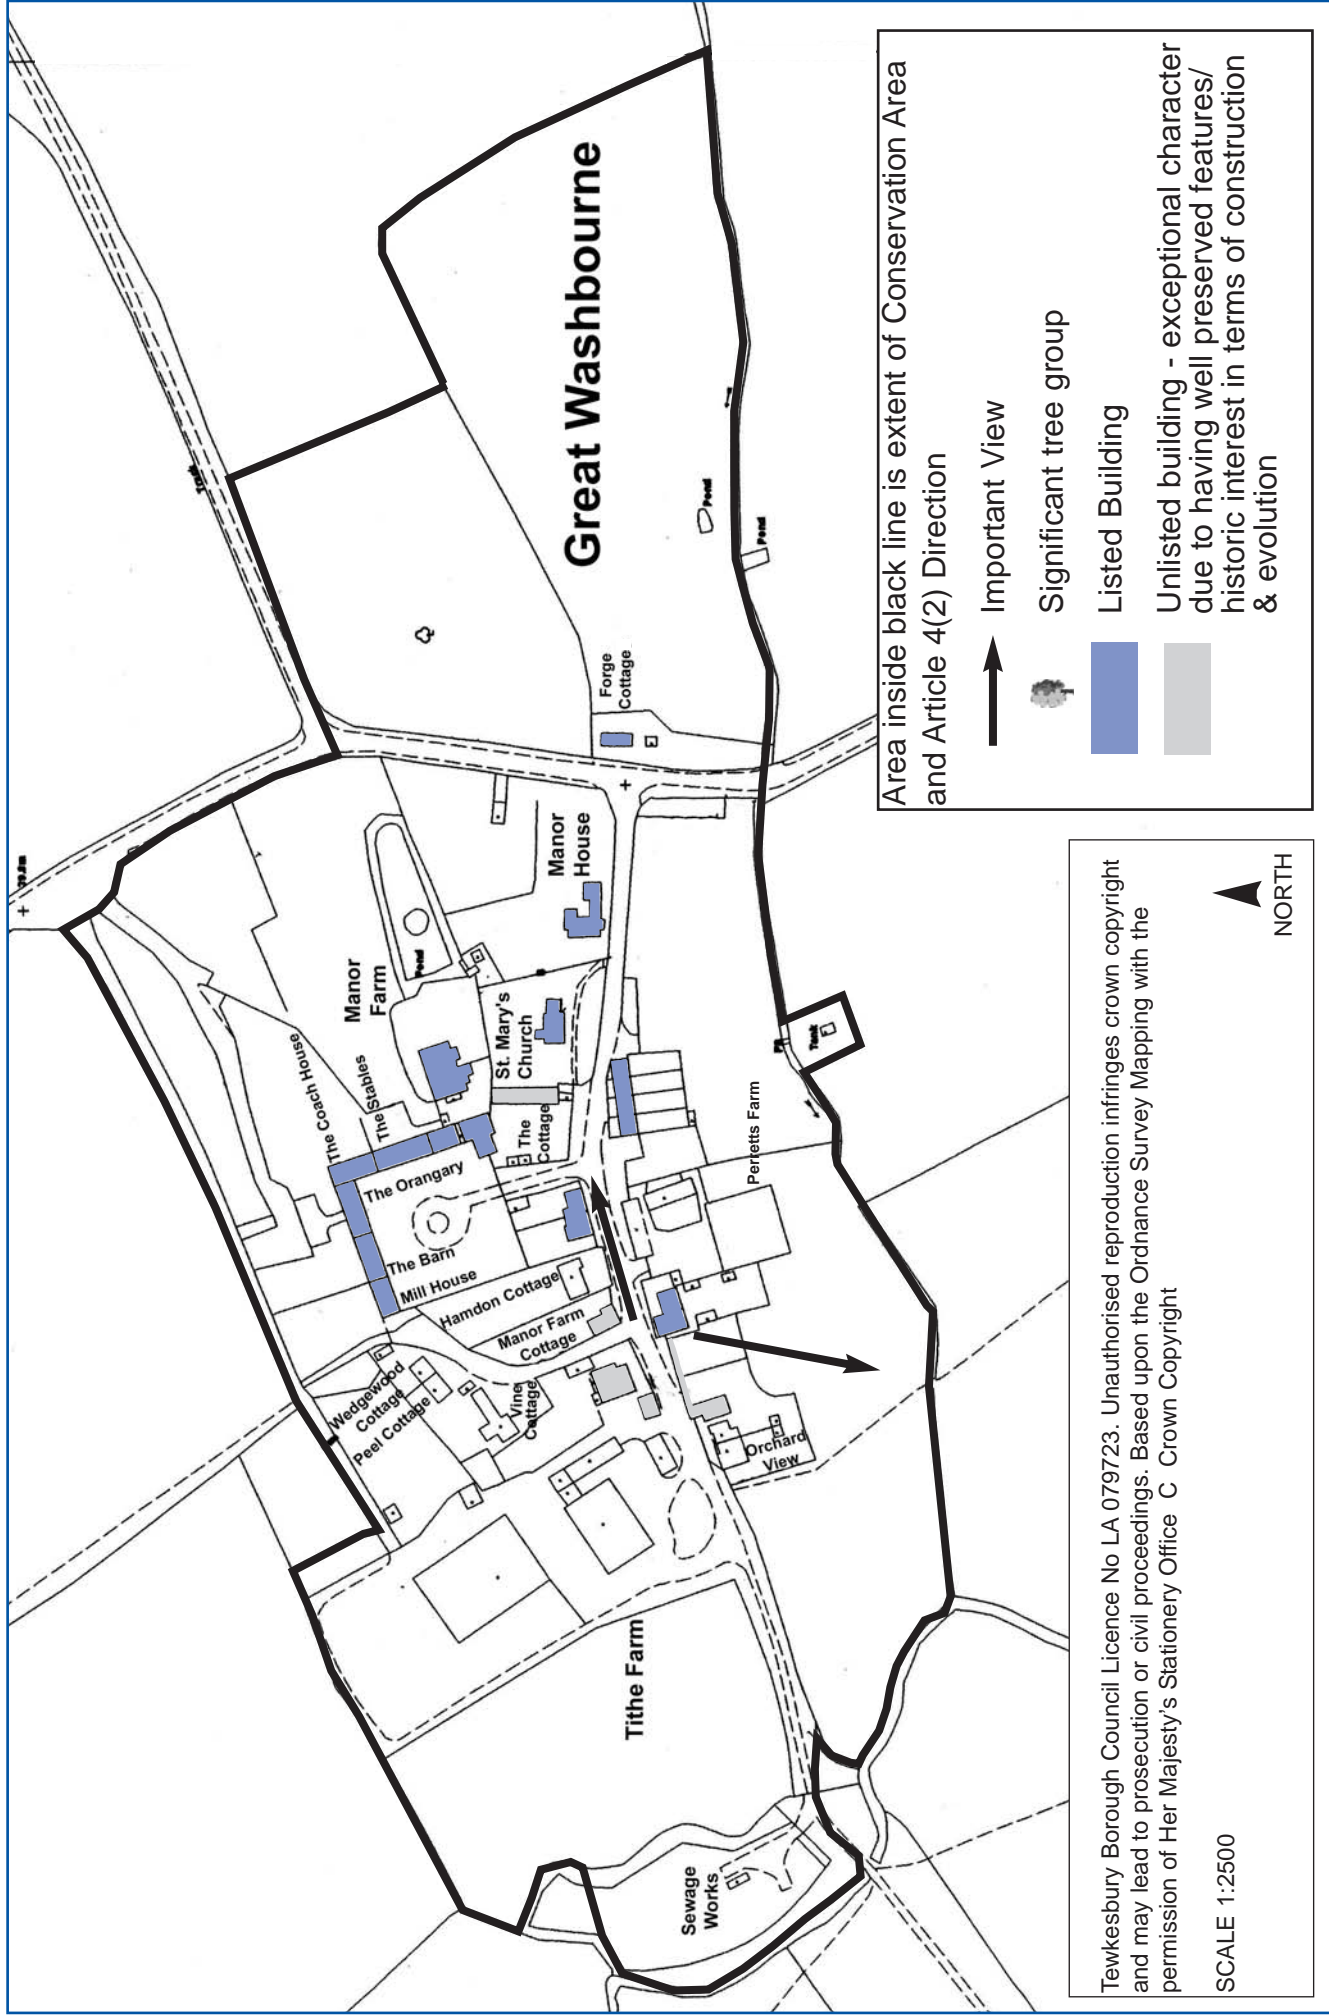 Great Washbourne
Track
39.8m
Manor
Farm
Pond
The Coach House
The Stables
The Orangary
The Barn
Mill House
Hamdon Cottage
Manor Farm
Cottage
Wedgewood
Cottage
Peel Cottage
Vine
Cottage
St. Mary's
Church
The
Cottage
Manor
House
Forge
Cottage
Pond
Pond
Perretts Farm
Tank
Orchard
View
Tithe Farm
Sewage
Works
Area inside black line is extent of Conservation Area
and Article 4(2) Direction
Important View
Significant tree group
Listed Building
Unlisted building - exceptional character
due to having well preserved features/
historic interest in terms of construction
& evolution
Tewkesbury Borough Council Licence No LA 079723. Unauthorised reproduction infringes crown copyright
and may lead to prosecution or civil proceedings. Based upon the Ordnance Survey Mapping with the
permission of Her Majesty's Stationery Office C Crown Copyright
SCALE 1:2500
NORTH